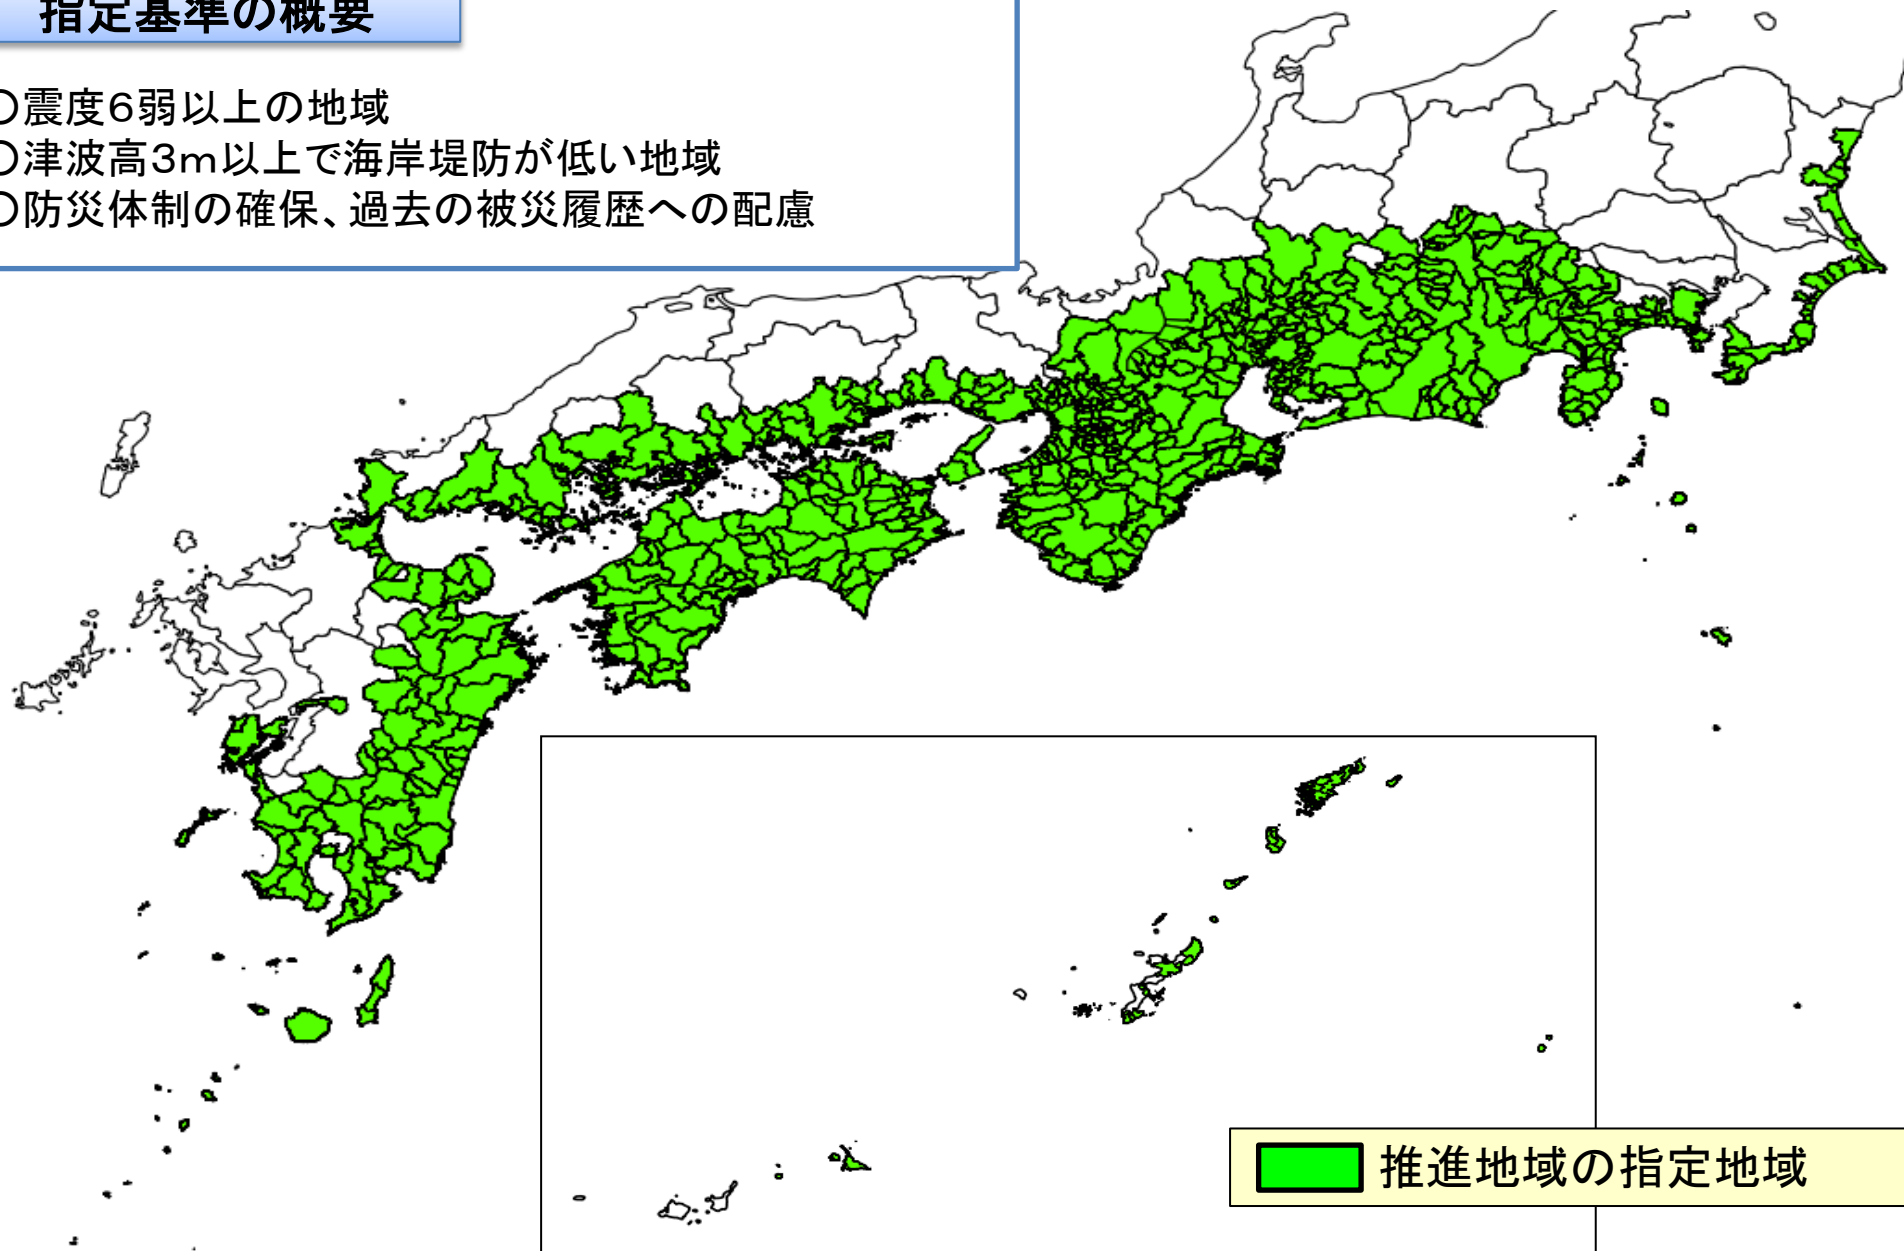 指定基準の概要
○震度6弱以上の地域
○津波高3m以上で海岸堤防が低い地域
○防災体制の確保、過去の被災履歴への配慮
推進地域の指定地域